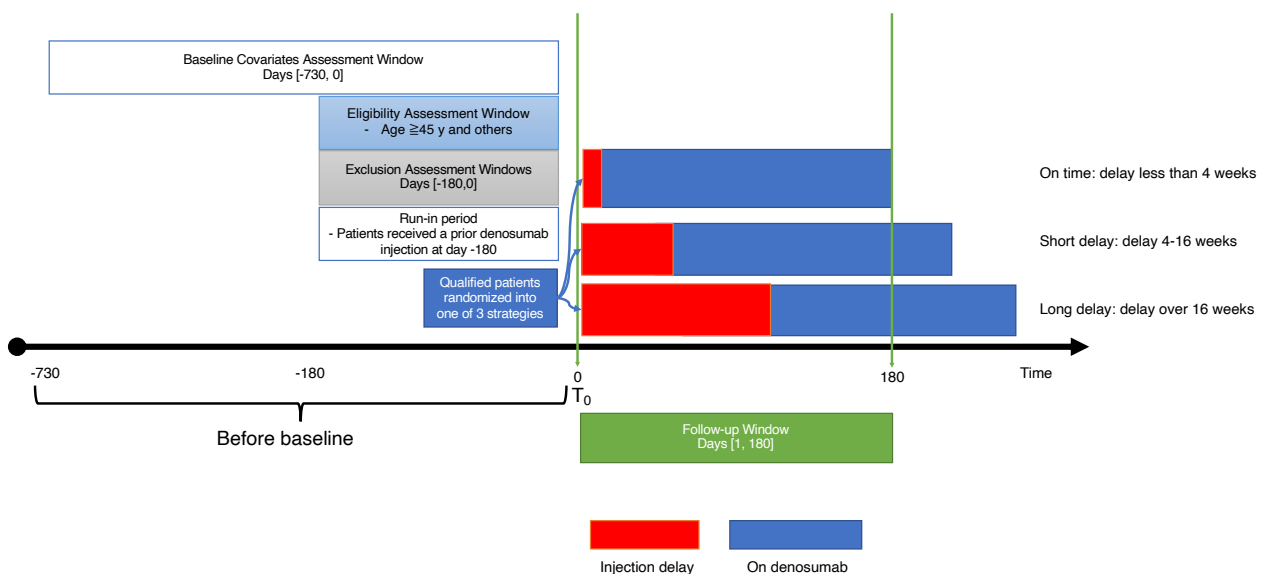 Baseline Covariates Assessment Window
Days [-730, 0]
Eligibility Assessment Window
- Age ≧45 y and others
Exclusion Assessment Windows
Days [-180,0]
Run-in period
- Patients received a prior denosumab
injection at day -180
Qualified patients
randomized into
one of 3 strategies
On time: delay less than 4 weeks
Short delay: delay 4-16 weeks
Long delay: delay over 16 weeks
-730
-180
0
180
Time
T0
Before baseline
Follow-up Window
Days [1, 180]
Injection delay
On denosumab